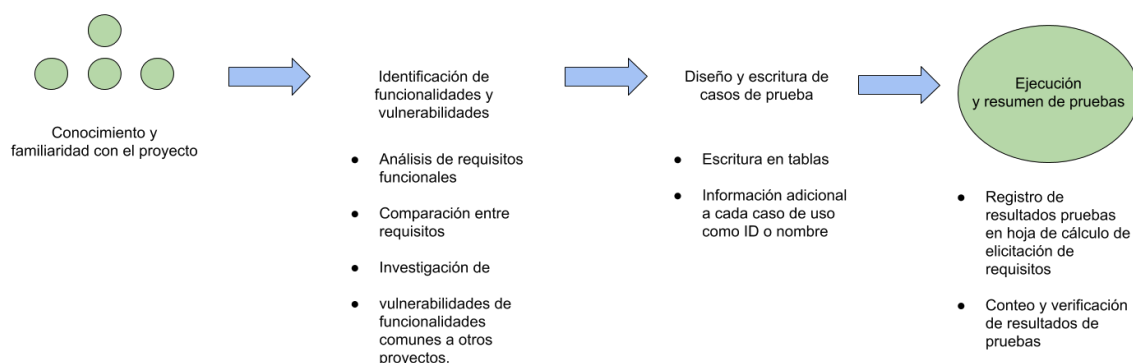 Conocimiento y
familiaridad con el proyecto
Identificación de
funcionalidades y
vulnerabilidades
● Análisis de requisitos
funcionales
● Comparación entre
requisitos
● Investigación de
● vulnerabilidades de
funcionalidades
comunes a otros
proyectos.
Diseño y escritura de
casos de prueba
● Escritura en tablas
● Información adicional
a cada caso de uso
como ID o nombre
Ejecución
y resumen de pruebas
● Registro de
resultados pruebas
en hoja de cálculo de
elicitación de
requisitos
● Conteo y verificación
de resultados de
pruebas